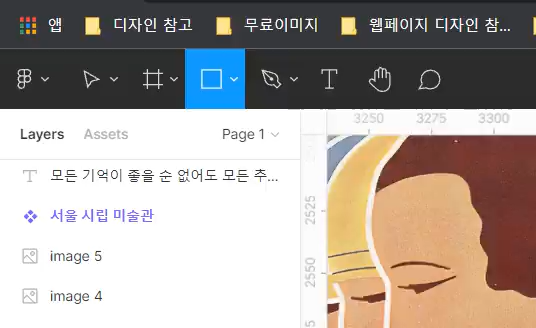 앱 디자인 참고 무료이미지 웹페이지 디자인 참...
T
3250 3275 3300
Layers Assets Page 1
T 모든 기억이 좋을 순 없어도 모든 추...
서울 시립 미술관
2525
image 5
2550
image 4